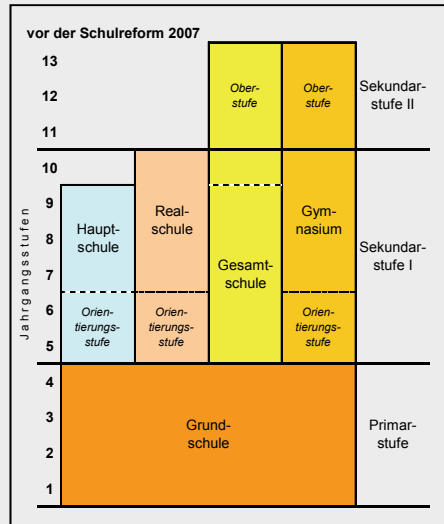 vor der Schulreform 2007
13
12
11
10
9
8
7
6
5
4
3
2
1
Jahrgangsstufen
Ober-
stufe
Ober-
stufe
Sekundar-
stufe II
Haupt-
schule
Real-
schule
Gesamt-
schule
Gym-
nasium
Sekundar-
stufe I
Orien-
tierungs-
stufe
Orien-
tierungs-
stufe
Orien-
tierungs-
stufe
Grund-
schule
Primar-
stufe